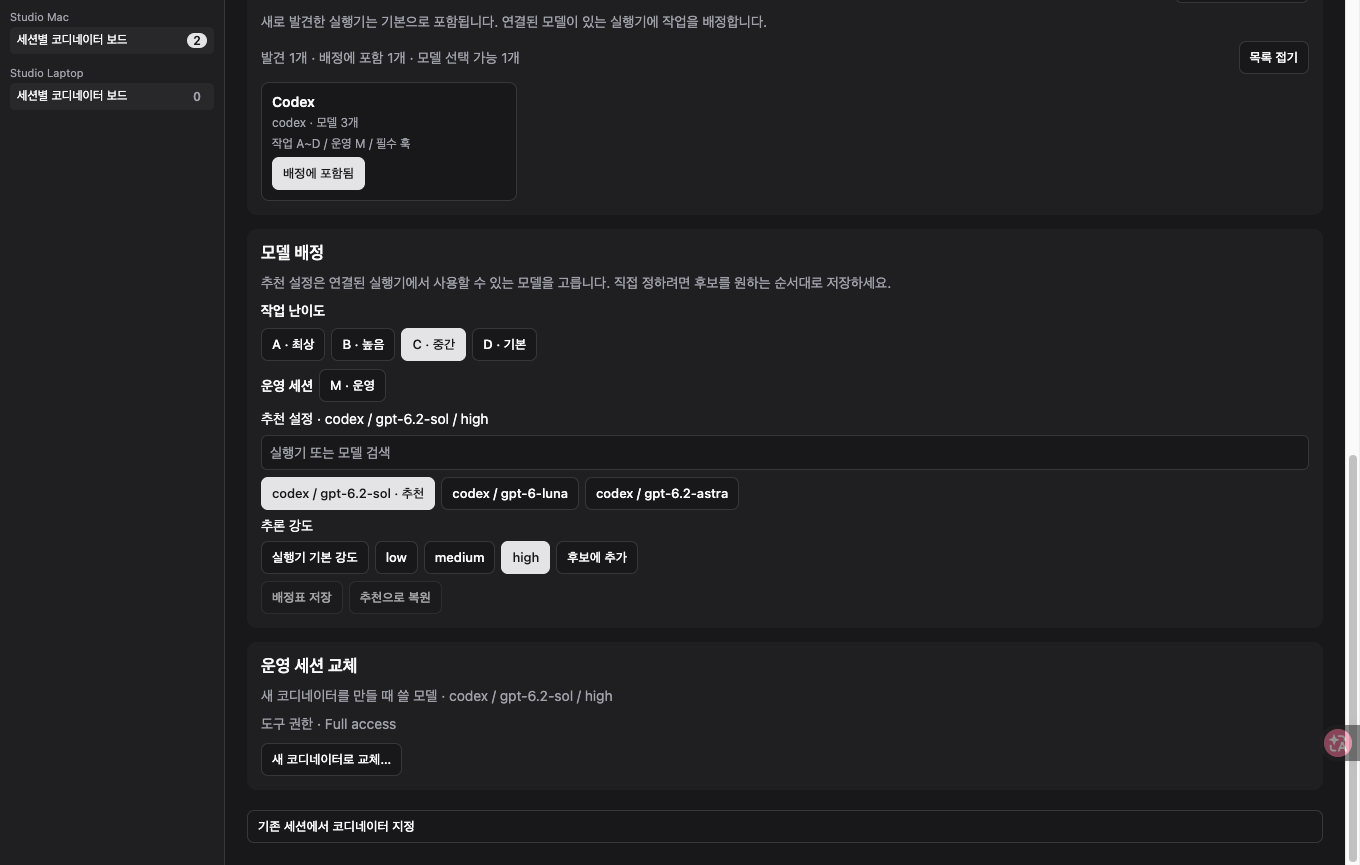 Studio Mac
세션별 코디네이터 보드 2
Studio Laptop
세션별 코디네이터 보드 0
새로 발견한 실행기는 기본으로 포함됩니다. 연결된 모델이 있는 실행기에 작업을 배정합니다.
발견 1개 · 배정에 포함 1개 · 모델 선택 가능 1개
목록 접기
Codex
codex · 모델 3개
작업 A~D / 운영 M / 필수 훅
배정에 포함됨
모델 배정
추천 설정은 연결된 실행기에서 사용할 수 있는 모델을 고릅니다. 직접 정하려면 후보를 원하는 순서대로 저장하세요.
작업 난이도
A · 최상 B · 높음 C · 중간 D · 기본
운영 세션 M · 운영
추천 설정 · codex / gpt-6.2-sol / high
실행기 또는 모델 검색
codex / gpt-6.2-sol · 추천 codex / gpt-6-luna codex / gpt-6.2-astra
추론 강도
실행기 기본 강도 low medium high 후보에 추가
배정표 저장 추천으로 복원
운영 세션 교체
새 코디네이터를 만들 때 쓸 모델 · codex / gpt-6.2-sol / high
도구 권한 · Full access
새 코디네이터로 교체...
기존 세션에서 코디네이터 지정